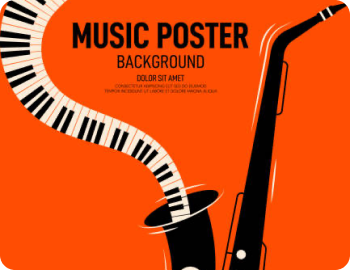 MUSIC POSTER
BACKGROUND
DOLOR SIT AMET
CONSECTETUR ADIPISCING ELIT SED DO EIUSMOD
TEMPOR INCIDIDUNT UT LABORE ET DOLORE MAGNA ALIQUA